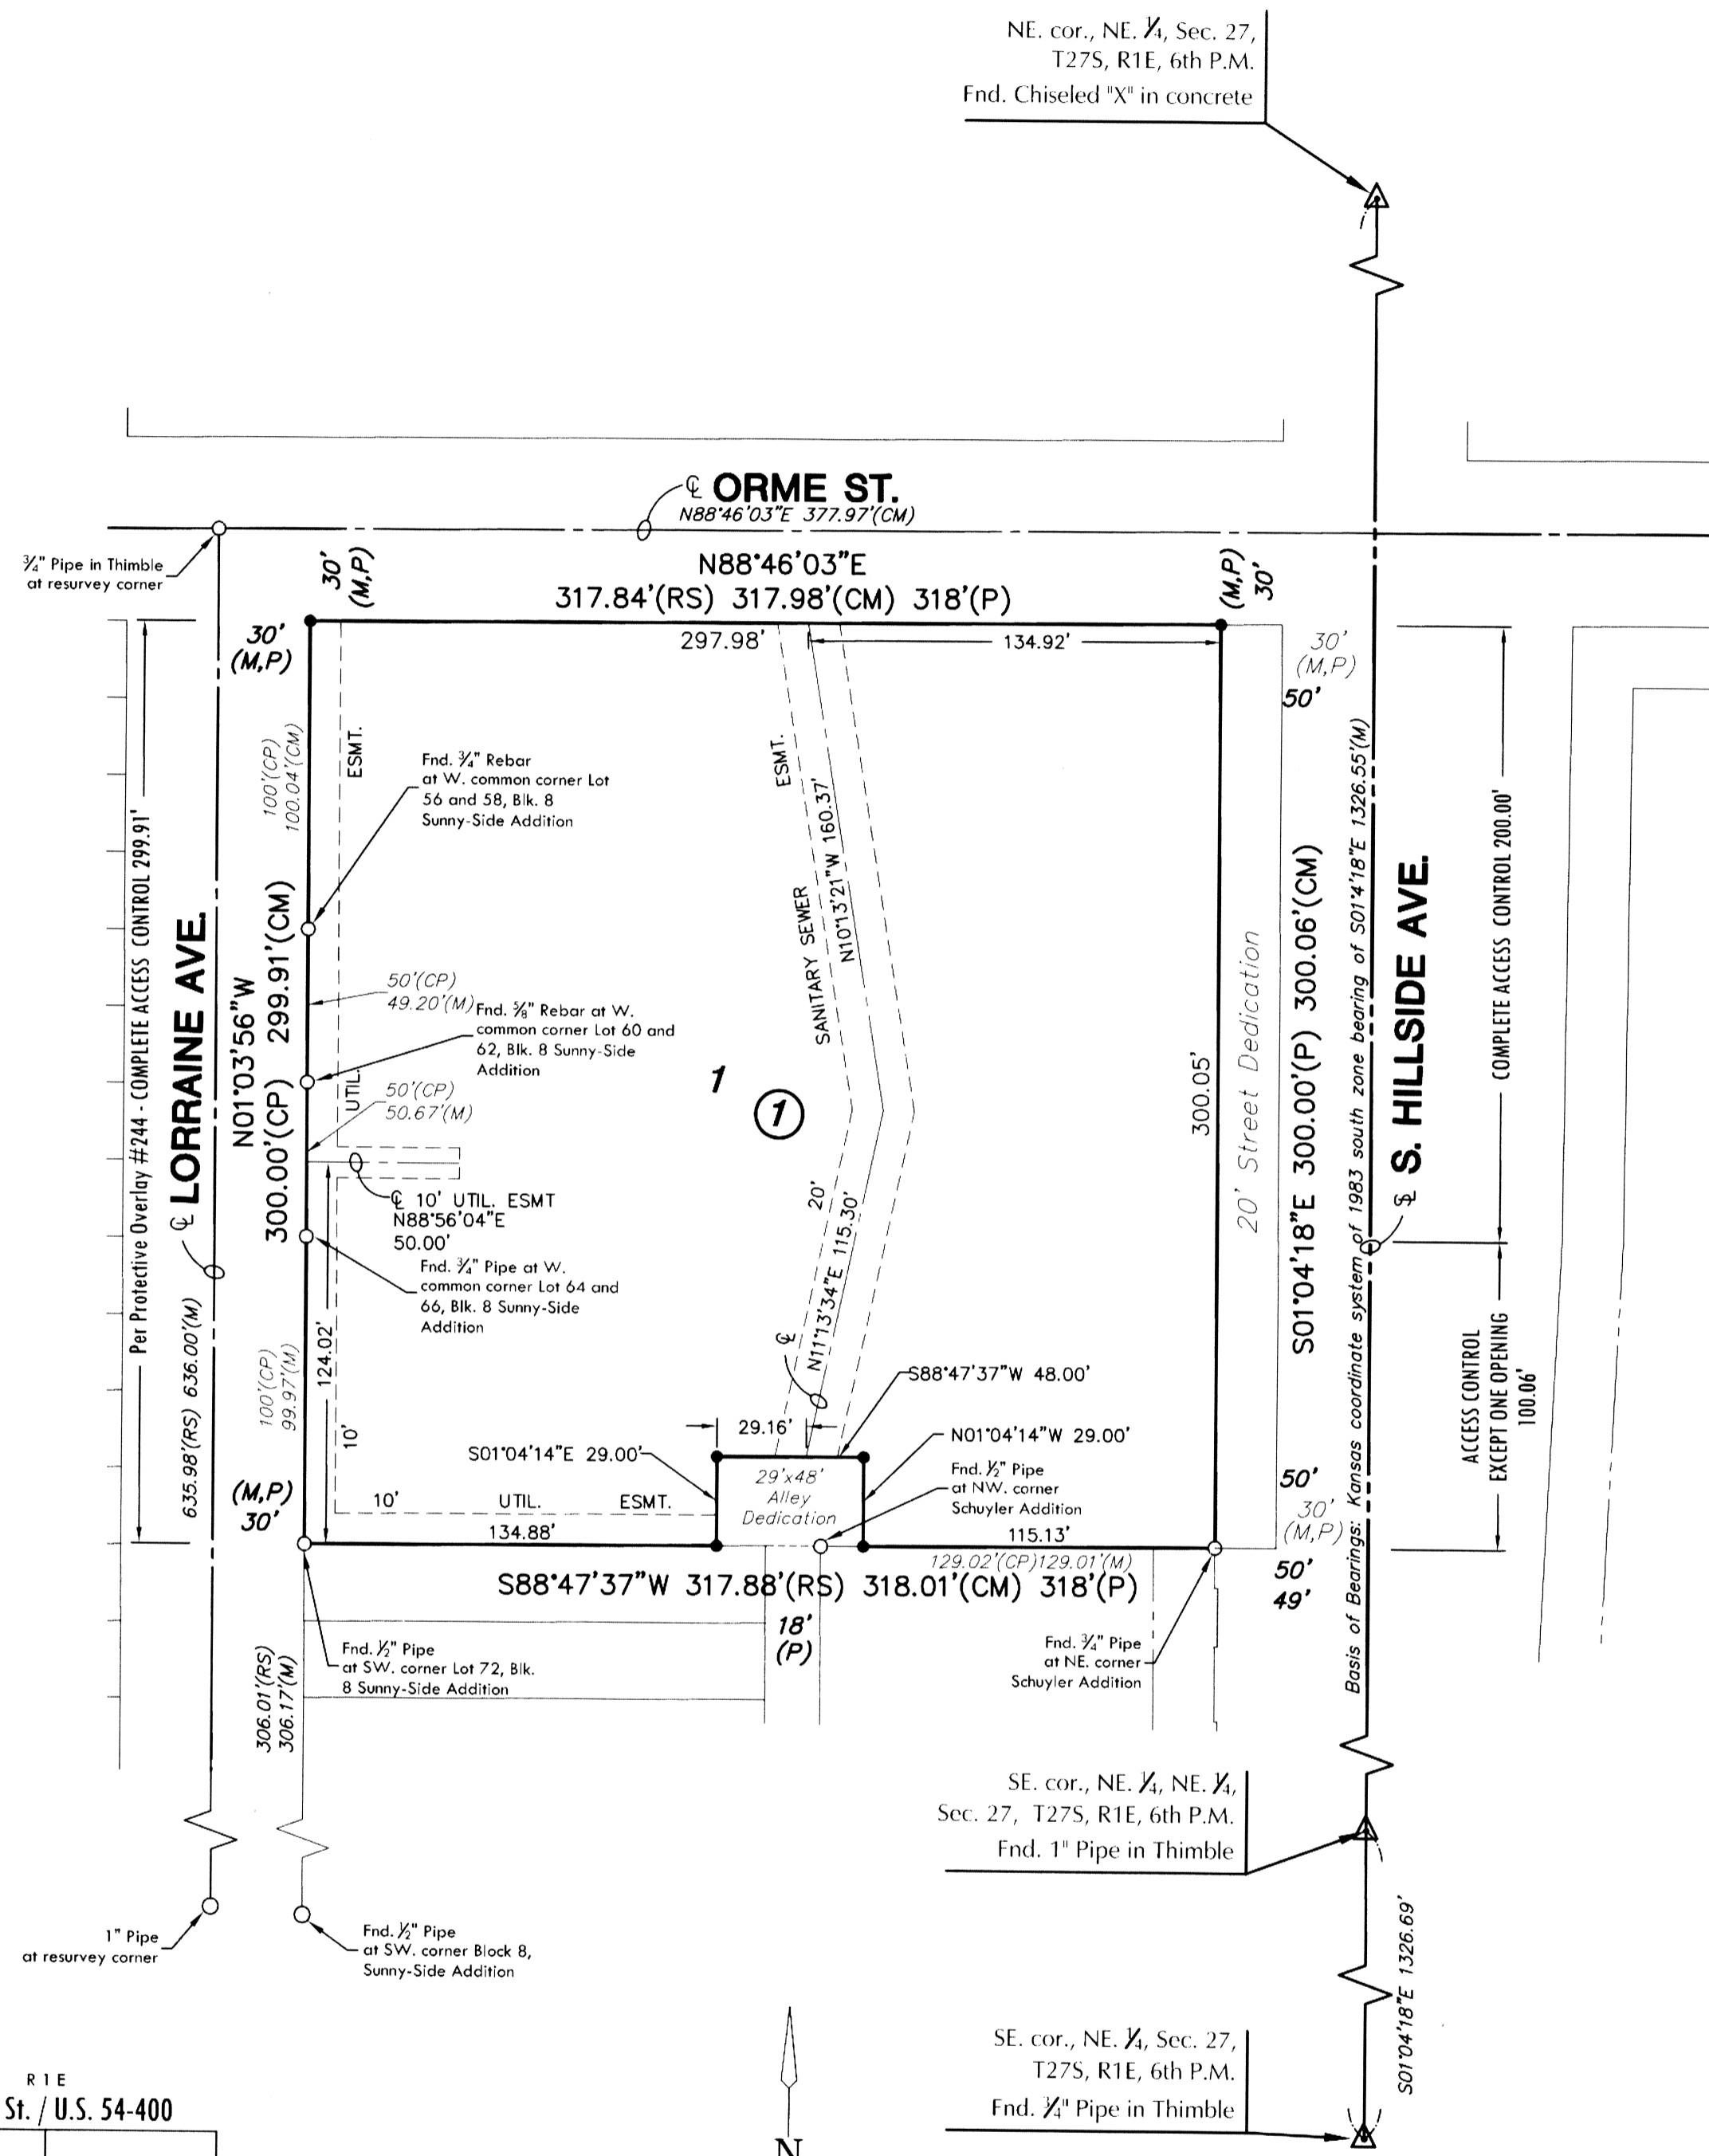 NE. cor., NE. ¼, Sec. 27,
T27S, R1E, 6th P.M.
Fnd. Chiseled "X" in concrete
℄ ORME ST.
N88°46'03"E 377.97'(CM)
¾" Pipe in Thimble
at resurvey corner
30'
(M,P)
N88°46'03"E
317.84'(RS) 317.98'(CM) 318'(P)
(M,P)
30'
30'
(M,P)
297.98'
134.92'
30'
(M,P)
50'
100'(CP)
100.04'(CM)
ESMT.
Fnd. ¾" Rebar
at W. common corner Lot
56 and 58, Blk. 8
Sunny-Side Addition
ESMT.
SANITARY SEWER
N10°13'21"W 160.37'
Per Protective Overlay #244 - COMPLETE ACCESS CONTROL 299.91'
℄ LORRAINE AVE.
N01°03'56"W
300.00'(CP) 299.91'(CM)
50'(CP)
49.20'(M)
Fnd. ⅝" Rebar at W.
common corner Lot 60 and
62, Blk. 8 Sunny-Side
Addition
UTIL.
50'(CP)
50.67'(M)
1
1
300.05'
20' Street Dedication
S01°04'18"E 300.00'(P) 300.06'(CM)
Basis of Bearings: Kansas coordinate system of 1983 south zone bearing of S01°4'18"E 1326.55'(M)
S. HILLSIDE AVE.
COMPLETE ACCESS CONTROL 200.00'
ACCESS CONTROL
EXCEPT ONE OPENING
100.06'
℄ 10' UTIL. ESMT
N88°56'04"E
50.00'
20'
N11°13'34"E 115.30'
℄
Fnd. ¾" Pipe at W.
common corner Lot 64 and
66, Blk. 8 Sunny-Side
Addition
635.98'(RS) 636.00'(M)
100'(CP)
99.97'(M)
124.02'
10'
S88°47'37"W 48.00'
29.16'
S01°04'14"E 29.00'
N01°04'14"W 29.00'
29'x48'
Alley
Dedication
Fnd. ½" Pipe
at NW. corner
Schuyler Addition
(M,P)
30'
10' UTIL. ESMT.
134.88'
115.13'
129.02'(CP)129.01'(M)
50'
30'
(M,P)
50'
49'
S88°47'37"W 317.88'(RS) 318.01'(CM) 318'(P)
18'
(P)
306.01'(RS)
306.17'(M)
Fnd. ½" Pipe
at SW. corner Lot 72, Blk.
8 Sunny-Side Addition
Fnd. ¾" Pipe
at NE. corner
Schuyler Addition
SE. cor., NE. ¼, NE. ¼,
Sec. 27, T27S, R1E, 6th P.M.
Fnd. 1" Pipe in Thimble
1" Pipe
at resurvey corner
Fnd. ½" Pipe
at SW. corner Block 8,
Sunny-Side Addition
S01°04'18"E 1326.69'
SE. cor., NE. ¼, Sec. 27,
T27S, R1E, 6th P.M.
Fnd. ¾" Pipe in Thimble
R 1 E
St. / U.S. 54-400
N